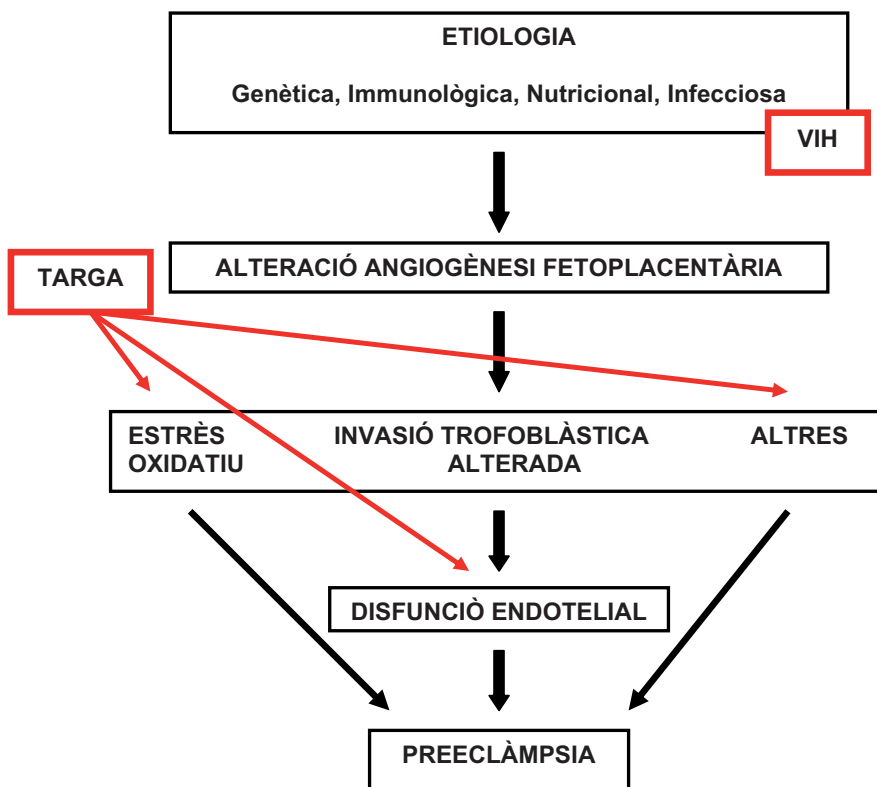 ETIOLOGIA
Genètica, Immunològica, Nutricional, Infecciosa
VIH
TARGA
ALTERACIÓ ANGIOGÈNESI FETOPLACENTÀRIA
ESTRÈS OXIDATIU
INVASIÓ TROFOBLÀSTICA ALTERADA
ALTRES
DISFUNCIÒ ENDOTELIAL
PREECLÀMPSIA